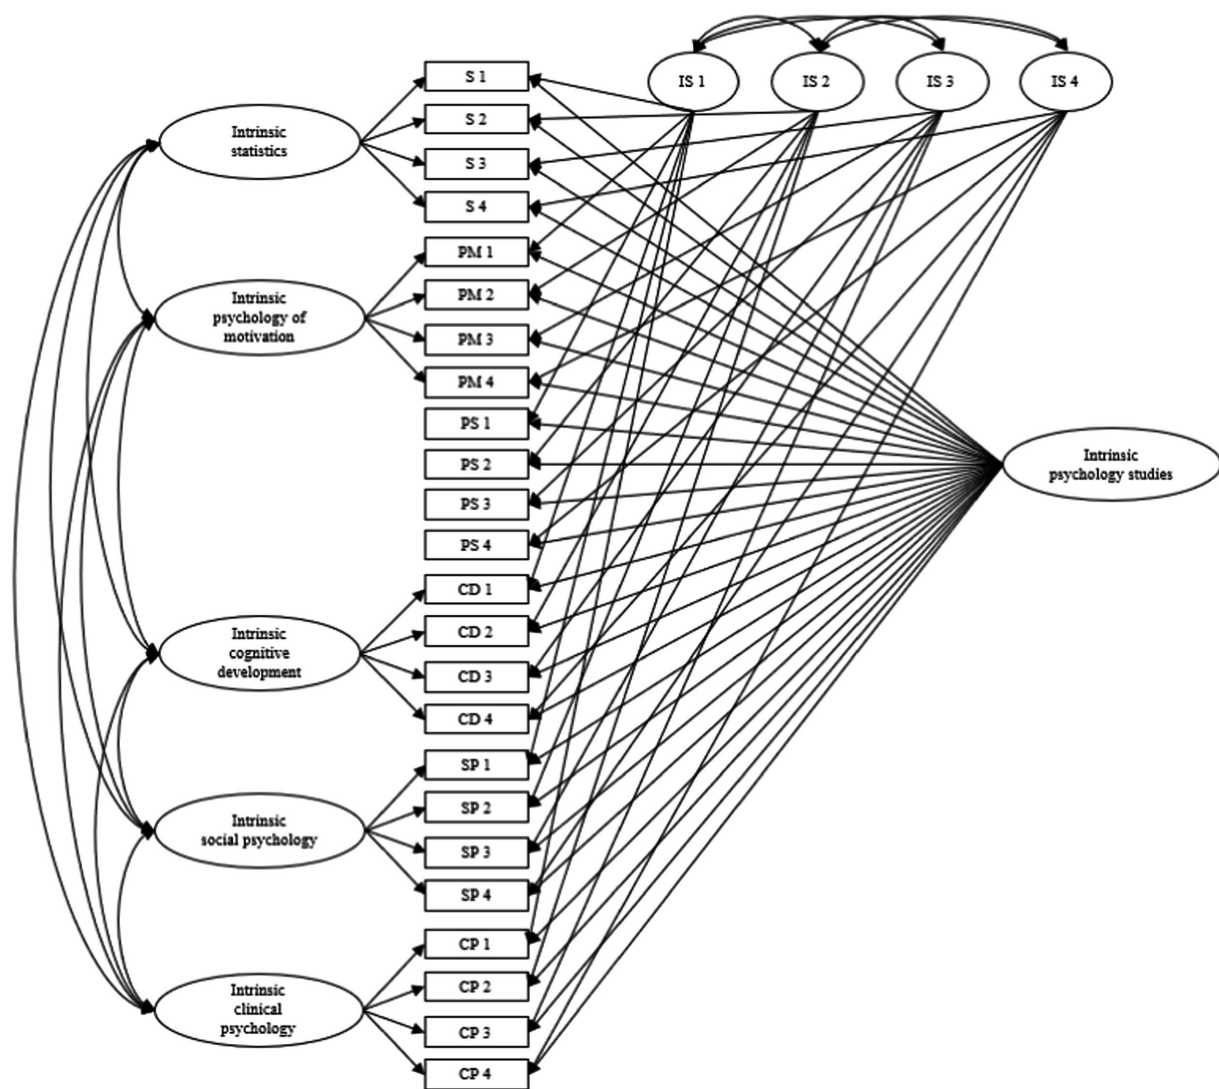 IS 1
IS 2
IS 3
IS 4
S 1
S 2
S 3
S 4
Intrinsic
statistics
PM 1
PM 2
PM 3
PM 4
Intrinsic
psychology of
motivation
PS 1
PS 2
PS 3
PS 4
Intrinsic
psychology studies
CD 1
CD 2
CD 3
CD 4
Intrinsic
cognitive
development
SP 1
SP 2
SP 3
SP 4
Intrinsic
social psychology
CP 1
CP 2
CP 3
CP 4
Intrinsic
clinical
psychology